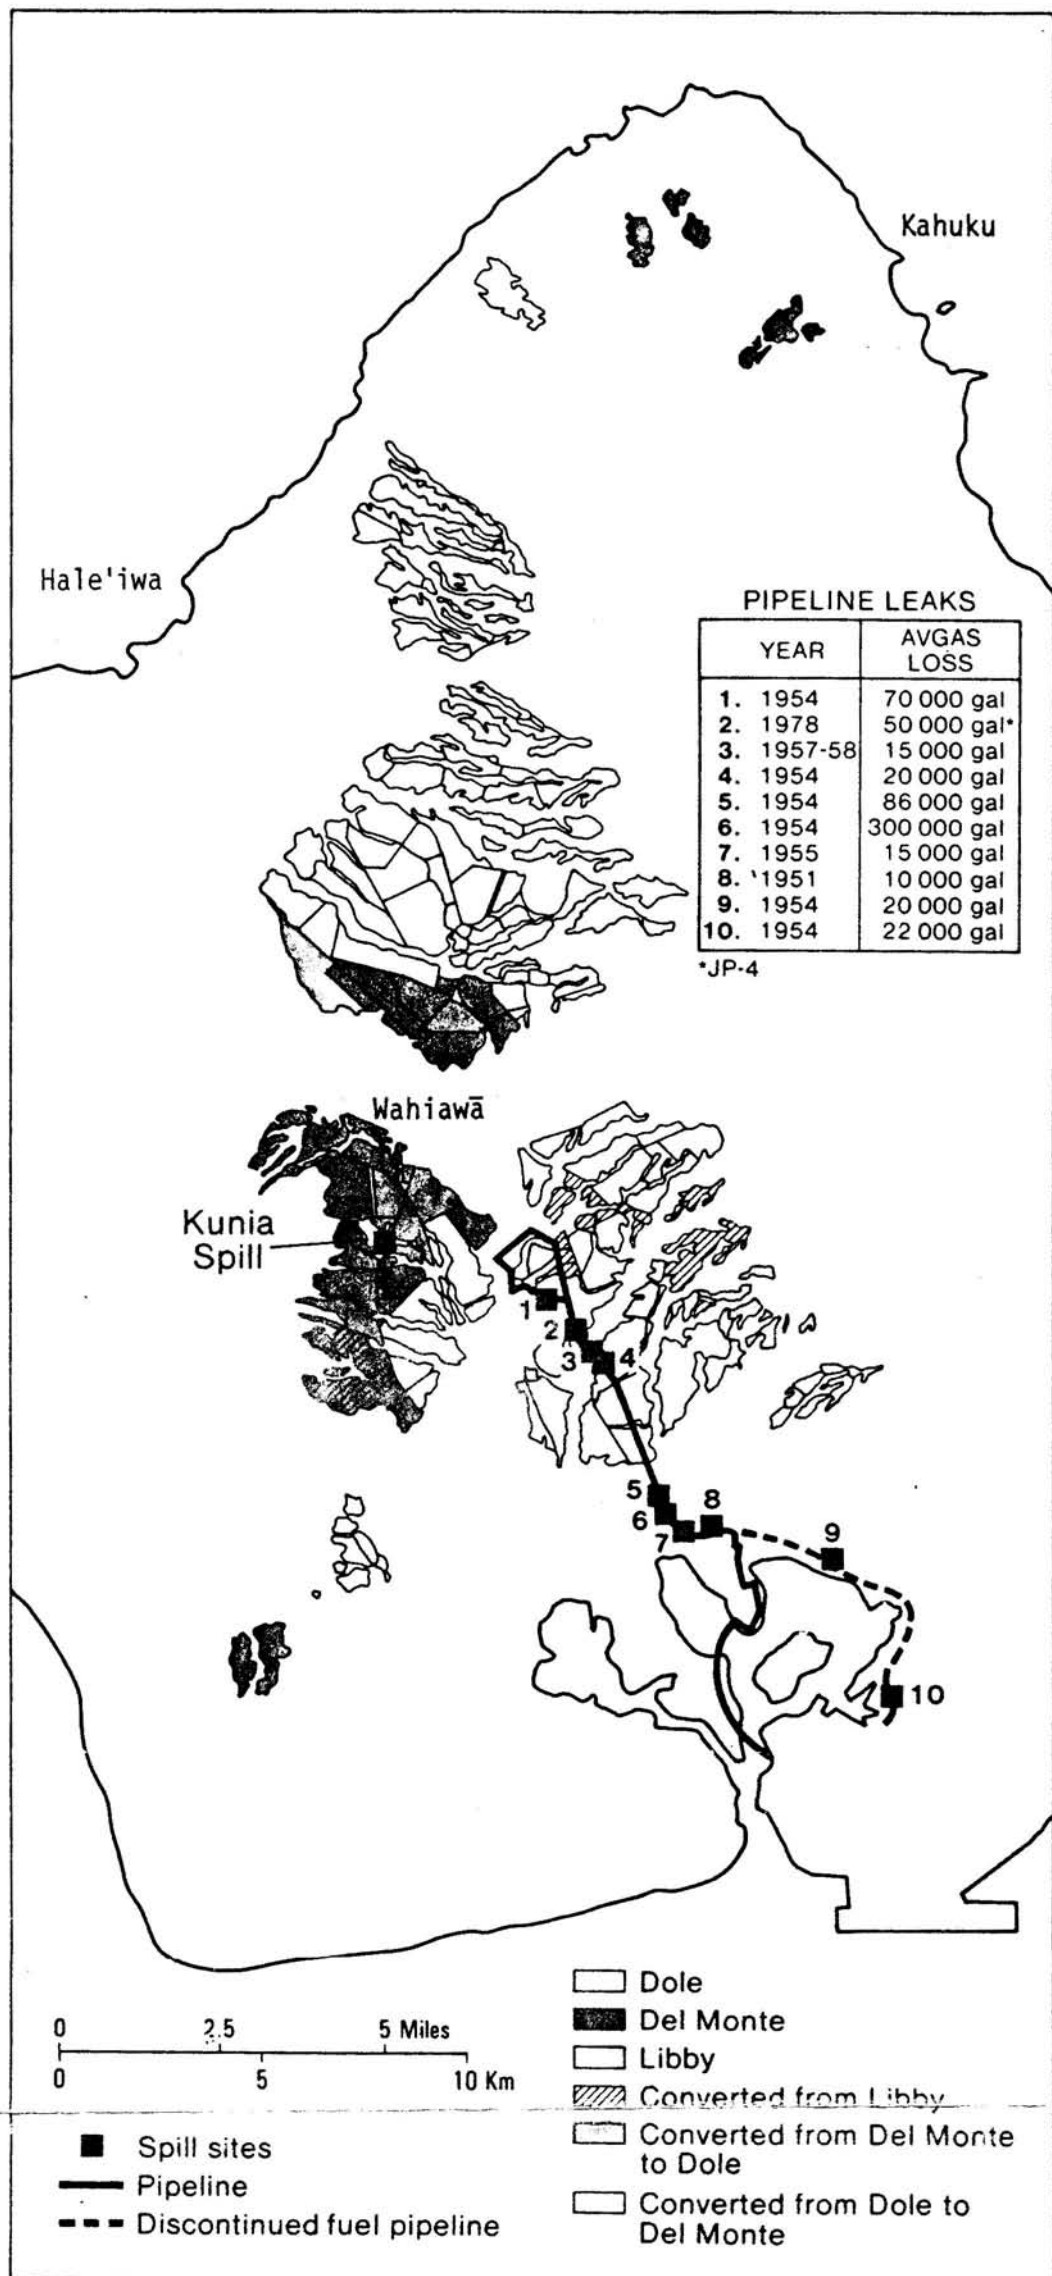 Kahuku
Hale'iwa
PIPELINE LEAKS
YEAR AVGAS LOSS
1. 1954 70 000 gal
2. 1978 50 000 gal*
3. 1957-58 15 000 gal
4. 1954 20 000 gal
5. 1954 86 000 gal
6. 1954 300 000 gal
7. 1955 15 000 gal
8. 1951 10 000 gal
9. 1954 20 000 gal
10. 1954 22 000 gal
*JP-4
Wahiawā
Kunia
Spill
1
2
3 4
5
6
7
8
9
10
0 2.5 5 Miles
0 5 10 Km
Spill sites
Pipeline
Discontinued fuel pipeline
Dole
Del Monte
Libby
Converted from Libby
Converted from Del Monte
to Dole
Converted from Dole to
Del Monte